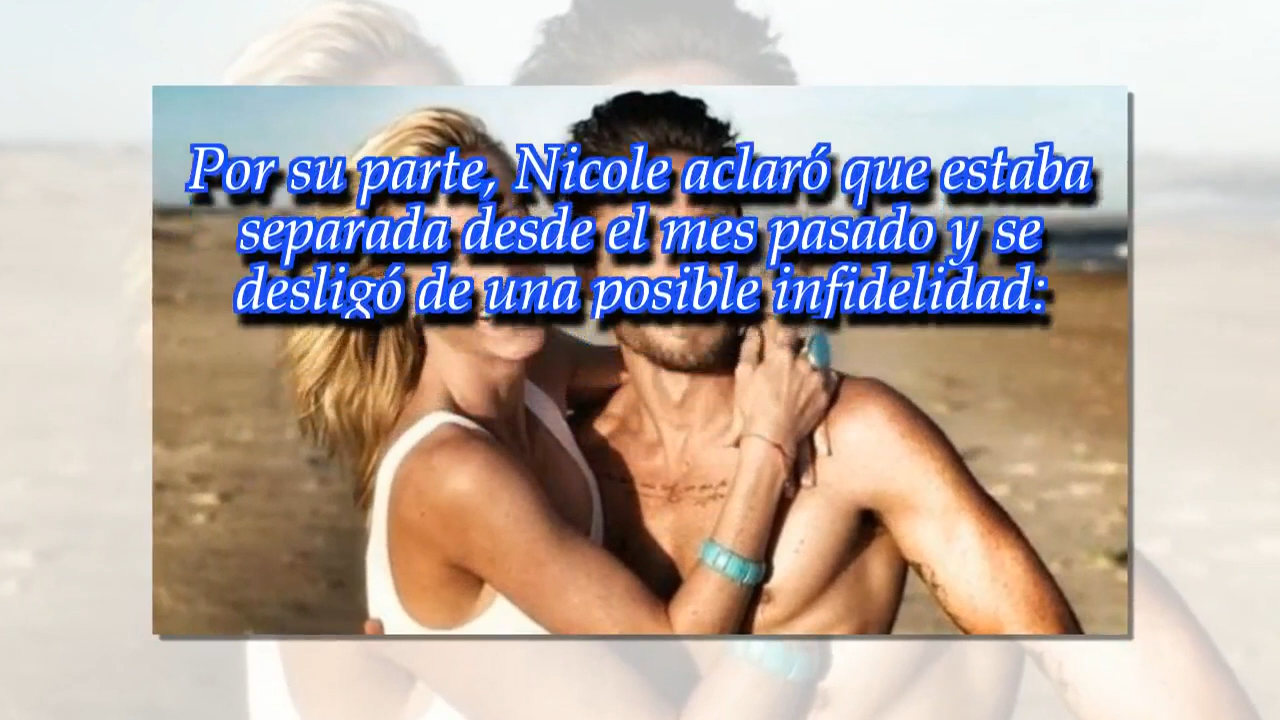 Por su parte, Nicole aclaró que estaba
separada desde el mes pasado y se
desligó de una posible infidelidad: